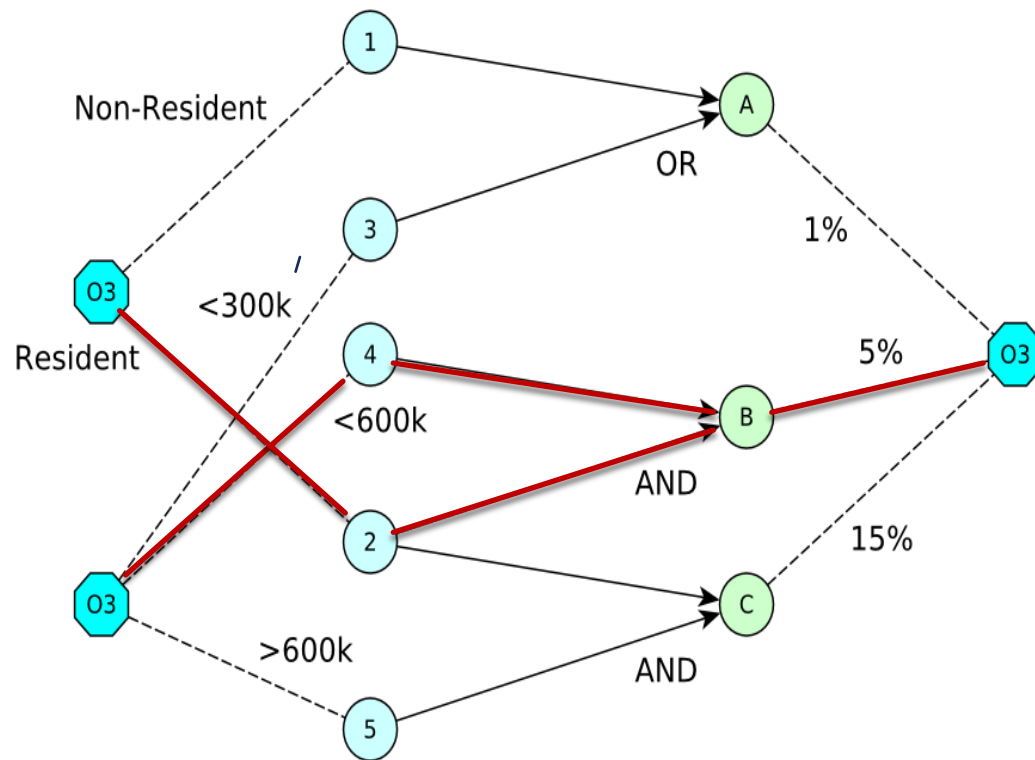 1
Non-Resident
A
OR
3
1%
O3
<300k
Resident
4
5%
O3
<600k
B
AND
2
15%
O3
C
>600k
AND
5